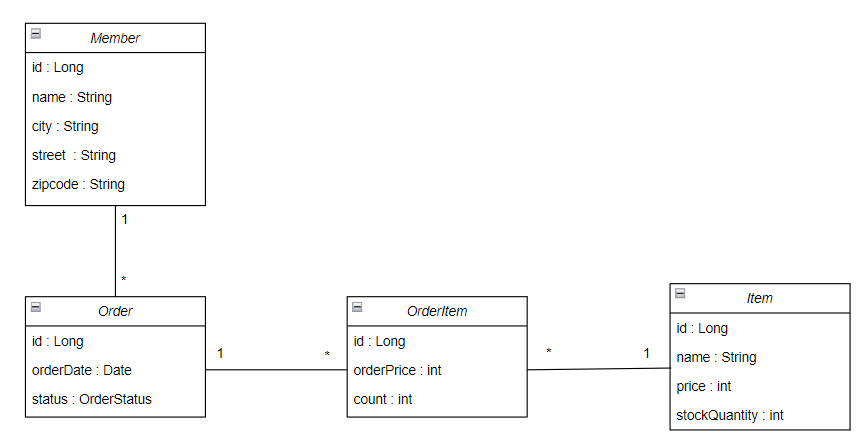 Member
id : Long
name : String
city : String
street  : String
zipcode : String
1
*
Order
id : Long
orderDate : Date
status : OrderStatus
1
*
OrderItem
id : Long
orderPrice : int
count : int
*
1
Item
id : Long
name : String
price : int
stockQuantity : int